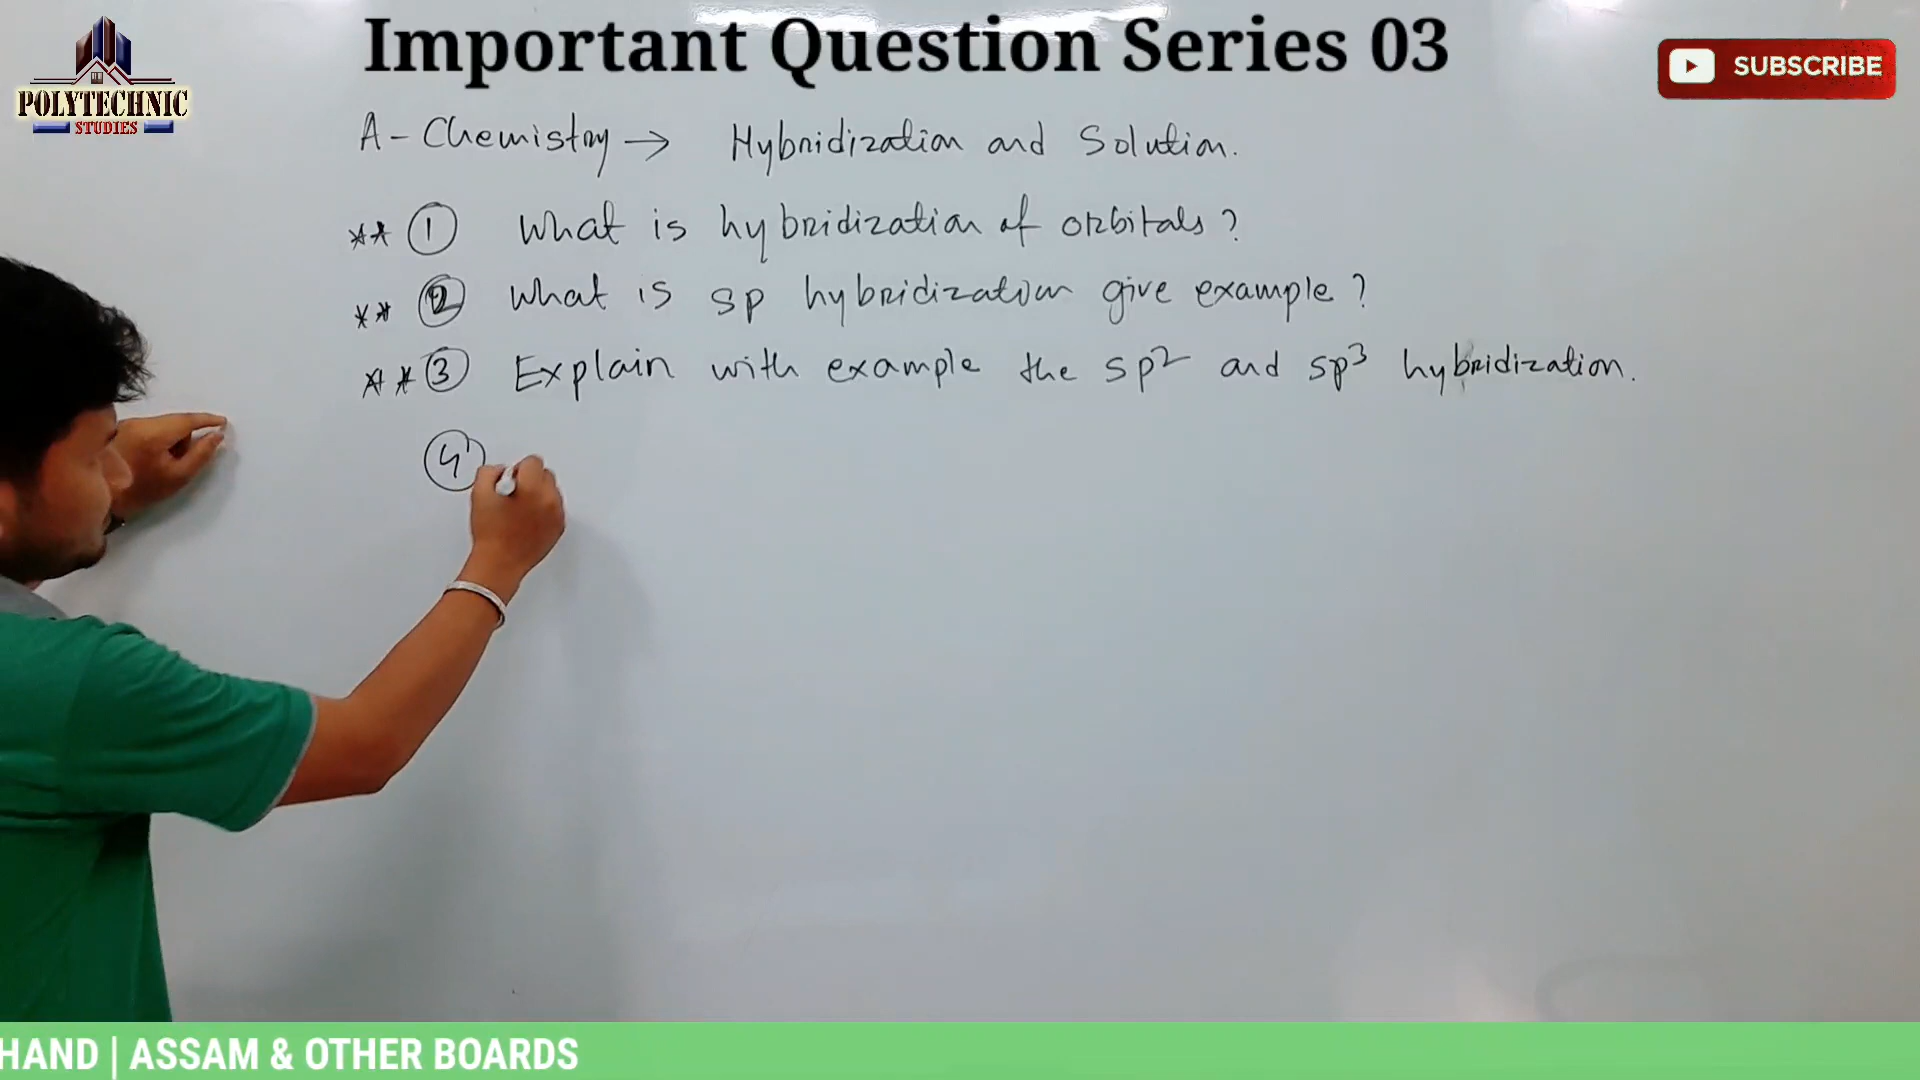 Important Question Series 03
POLYTECHNIC
STUDIES
SUBSCRIBE
A - Chemistry → Hybridization and Solution.
** ① What is hybridization of orbitals?
** ② What is sp hybridization give example?
** ③ Explain with example the sp² and sp³ hybridization.
④
HAND | ASSAM & OTHER BOARDS